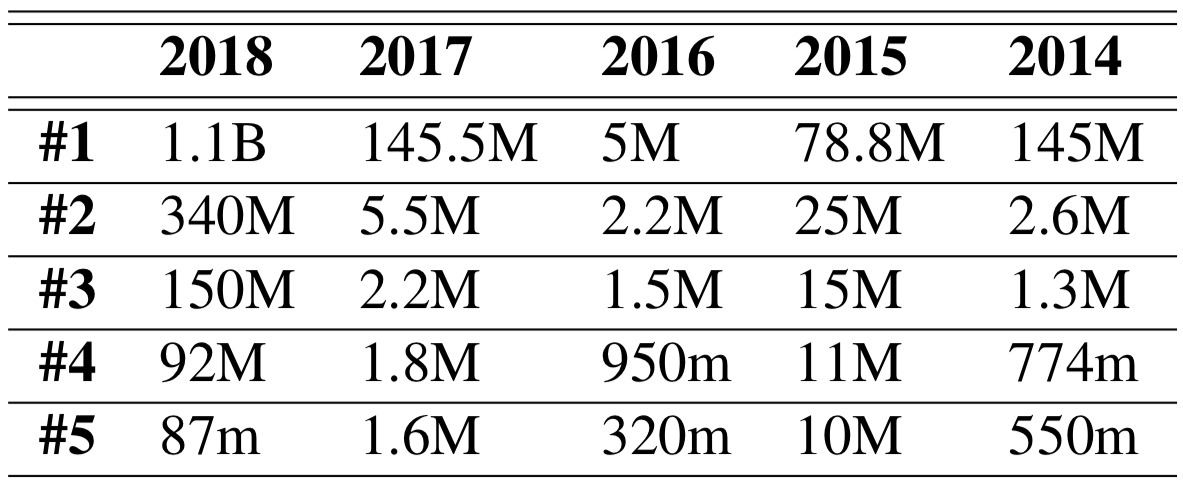 2018 2017 2016 2015 2014
#1 1.1B 145.5M 5M 78.8M 145M
#2 340M 5.5M 2.2M 25M 2.6M
#3 150M 2.2M 1.5M 15M 1.3M
#4 92M 1.8M 950m 11M 774m
#5 87m 1.6M 320m 10M 550m